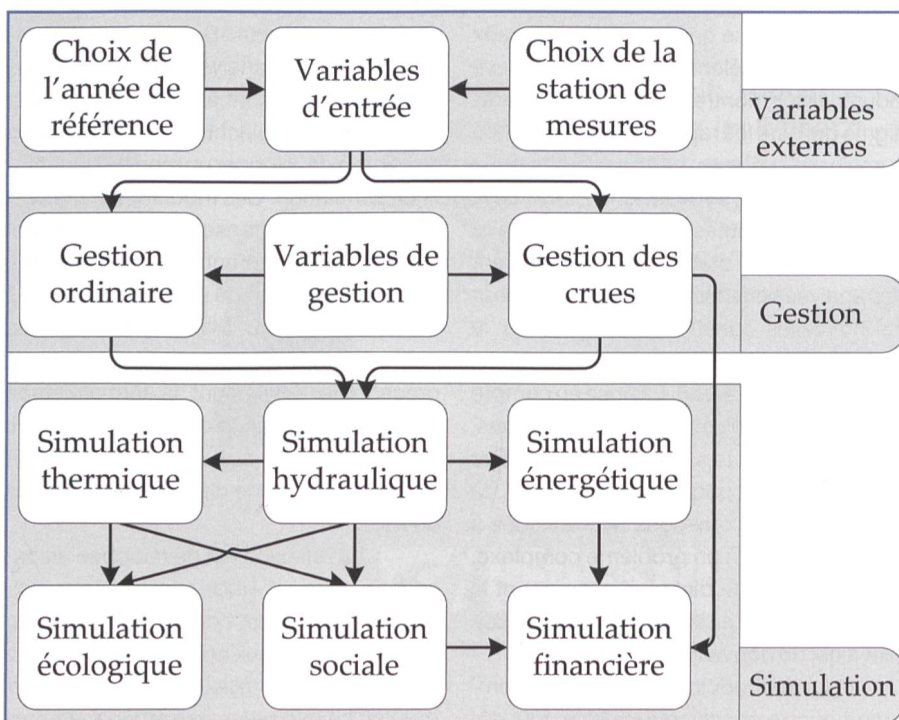 Choix de
l'année de
référence
Variables
d'entrée
Choix de la
station de
mesures
Variables
externes
Gestion
ordinaire
Variables de
gestion
Gestion des
crues
Gestion
Simulation
thermique
Simulation
hydraulique
Simulation
énergétique
Simulation
écologique
Simulation
sociale
Simulation
financière
Simulation